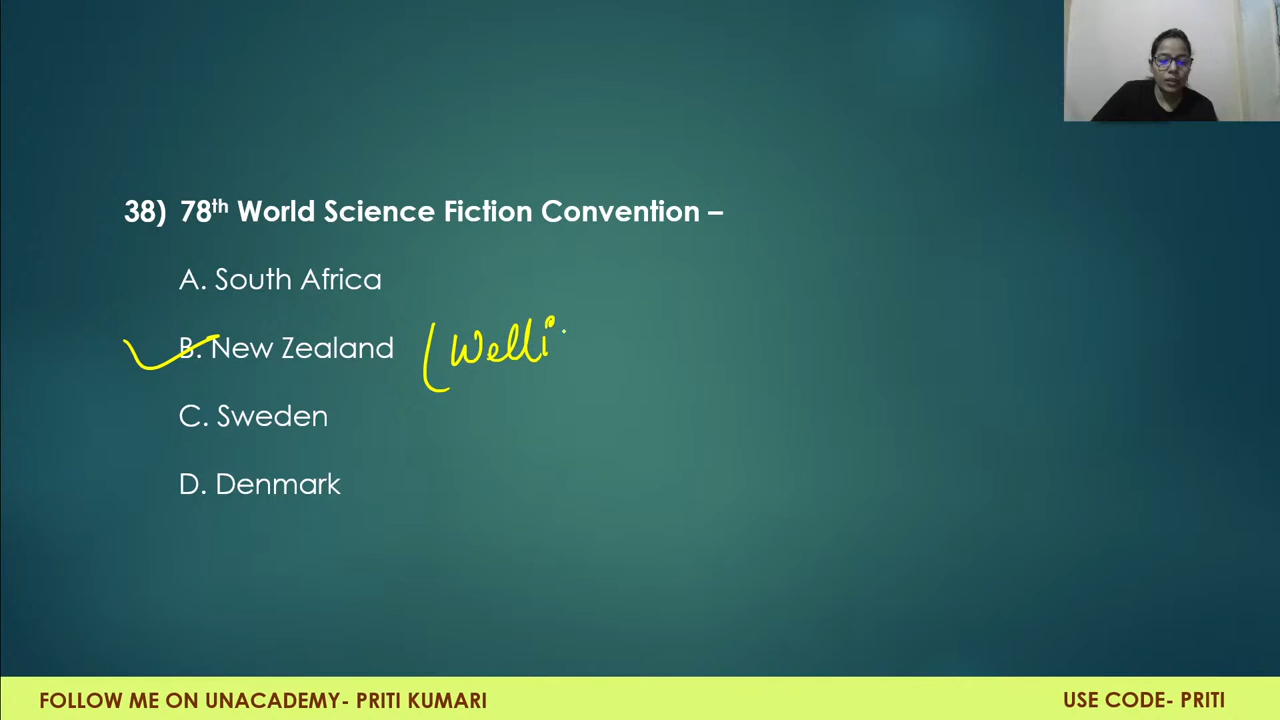 38) 78th World Science Fiction Convention –
A. South Africa
B. New Zealand (Welli
C. Sweden
D. Denmark
FOLLOW ME ON UNACADEMY- PRITI KUMARI
USE CODE- PRITI